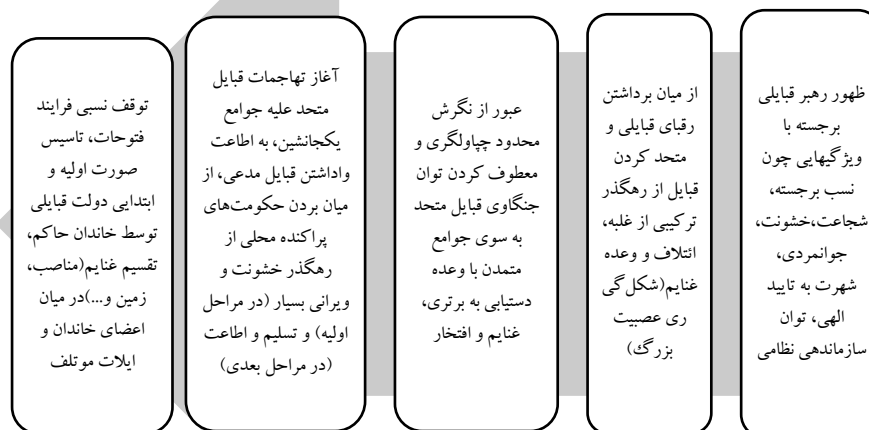 ظهور رهبر قبایلی
برجسته با
ویژگیهایی چون
نسب برجسته،
شجاعت،خشونت،
جوانمردی،
شهرت به تایید
الهی، توان
سازماندهی نظامی
از میان برداشتن
رقبای قبایلی و
متحد کردن
قبایل از رهگذر
ترکیبی از غلبه،
ائتلاف و وعده
غنایم(شکل‌گی
ری عصبیت
بزرگ)
عبور از نگرش
محدود چپاولگری و
معطوف کردن توان
جنگاوی قبایل متحد
به سوی جوامع
متمدن با وعده
دستیابی به برتری،
غنایم و افتخار
آغاز تهاجمات قبایل
متحد علیه جوامع
یکجانشین، به اطاعت
واداشتن قبایل مدعی، از
میان بردن حکومت‌های
پراکنده محلی از
رهگذر خشونت و
ویرانی بسیار (در مراحل
اولیه) و تسلیم و اطاعت
(در مراحل بعدی)
توقف نسبی فرایند
فتوحات، تاسیس
صورت اولیه و
ابتدایی دولت قبایلی
توسط خاندان حاکم،
تقسیم غنایم(مناصب،
زمین و...)در میان
اعضای خاندان و
ایلات موتلف